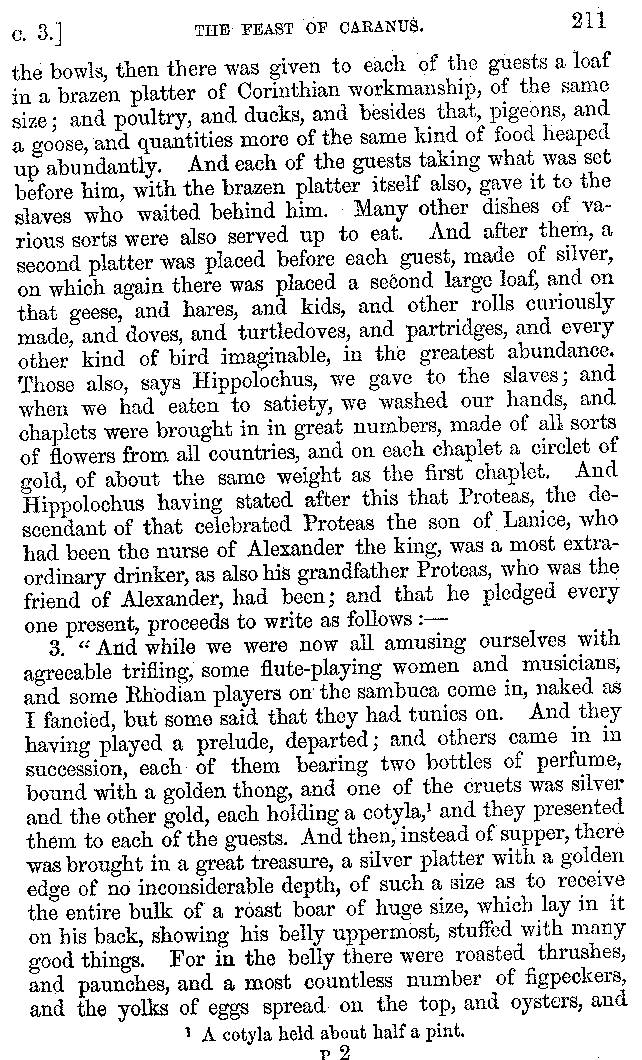 c. 3.] THE FEAST OF CARANUS. 211
the bowls, then there was given to each of the guests a loaf
in a brazen platter of Corinthian workmanship, of the same
size; and poultry, and ducks, and besides that, pigeons, and
a goose, and quantities more of the same kind of food heaped
up abundantly. And each of the guests taking what was set
before him, with the brazen platter itself also, gave it to the
slaves who waited behind him. Many other dishes of va-
rious sorts were also served up to eat. And after them, a
second platter was placed before each guest, made of silver,
on which again there was placed a second large loaf, and on
that geese, and hares, and kids, and other rolls curiously
made, and doves, and turtledoves, and partridges, and every
other kind of bird imaginable, in the greatest abundance.
Those also, says Hippolochus, we gave to the slaves; and
when we had eaten to satiety, we washed our hands, and
chaplets were brought in in great numbers, made of all sorts
of flowers from all countries, and on each chaplet a circlet of
gold, of about the same weight as the first chaplet. And
Hippolochus having stated after this that Proteas, the de-
scendant of that celebrated Proteas the son of Lanice, who
had been the nurse of Alexander the king, was a most extra-
ordinary drinker, as also his grandfather Proteas, who was the
friend of Alexander, had been; and that he pledged every
one present, proceeds to write as follows:—
3. “And while we were now all amusing ourselves with
agreeable trifling, some flute-playing women and musicians,
and some Rhodian players on the sambuca come in, naked as
I fancied, but some said that they had tunics on. And they
having played a prelude, departed; and others came in in
succession, each of them bearing two bottles of perfume,
bound with a golden thong, and one of the cruets was silver
and the other gold, each holding a cotyla,¹ and they presented
them to each of the guests. And then, instead of supper, there
was brought in a great treasure, a silver platter with a golden
edge of no inconsiderable depth, of such a size as to receive
the entire bulk of a roast boar of huge size, which lay in it
on his back, showing his belly uppermost, stuffed with many
good things. For in the belly there were roasted thrushes,
and paunches, and a most countless number of figpeckers,
and the yolks of eggs spread on the top, and oysters, and
¹ A cotyla held about half a pint.
P 2